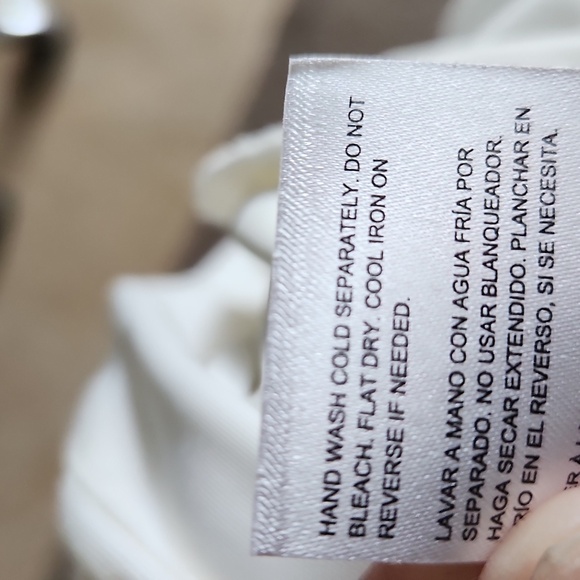 HAND WASH COLD SEPARATELY. DO NOT
BLEACH. FLAT DRY. COOL IRON ON
REVERSE IF NEEDED.
LAVAR A MANO CON AGUA FRÍA POR
SEPARADO. NO USAR BLANQUEADOR.
HAGA SECAR EXTENDIDO. PLANCHAR EN
RÍO EN EL REVERSO, SI SE NECESITA.